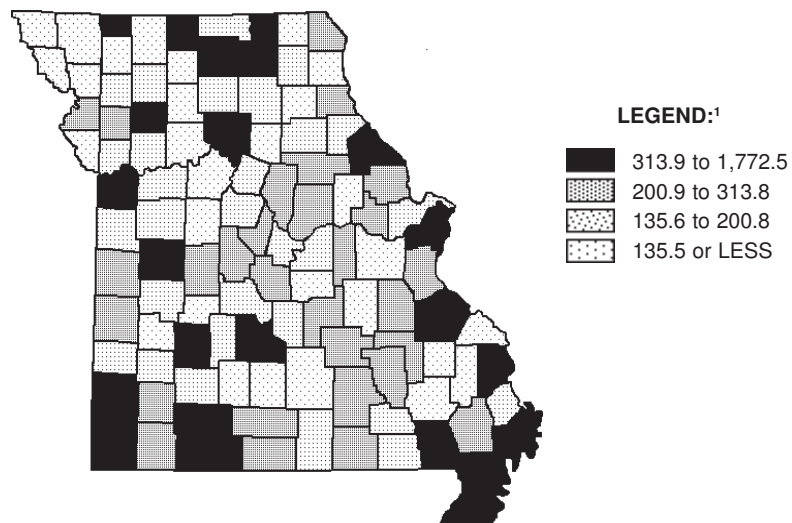 LEGEND:¹
313.9 to 1,772.5
200.9 to 313.8
135.6 to 200.8
135.5 or LESS